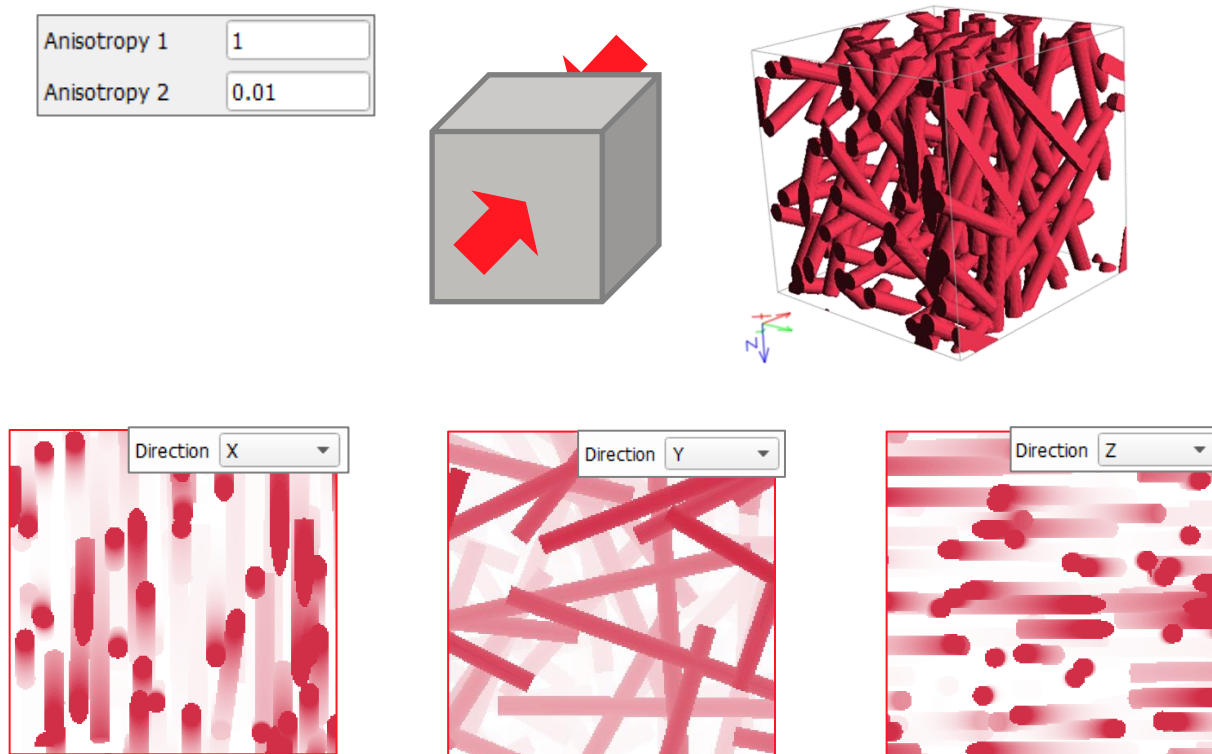 Anisotropy 1 1
Anisotropy 2 0.01
Z
Direction X
Direction Y
Direction Z